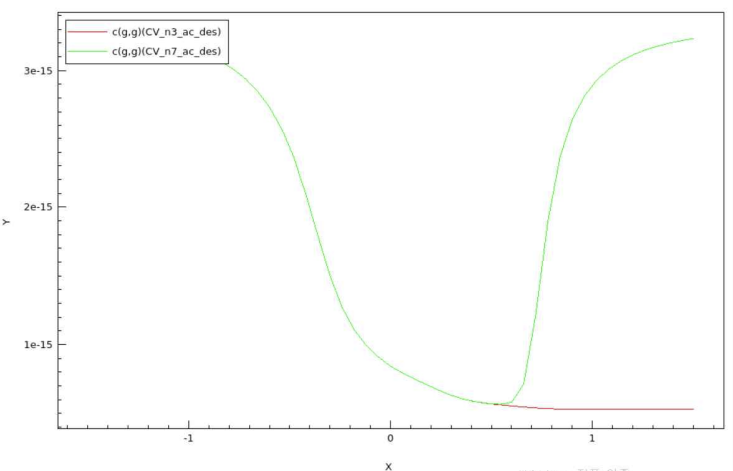 c(g,g)(CV_n3_ac_des)
c(g,g)(CV_n7_ac_des)
3e-15
2e-15
Y
1e-15
-1
0
1
X